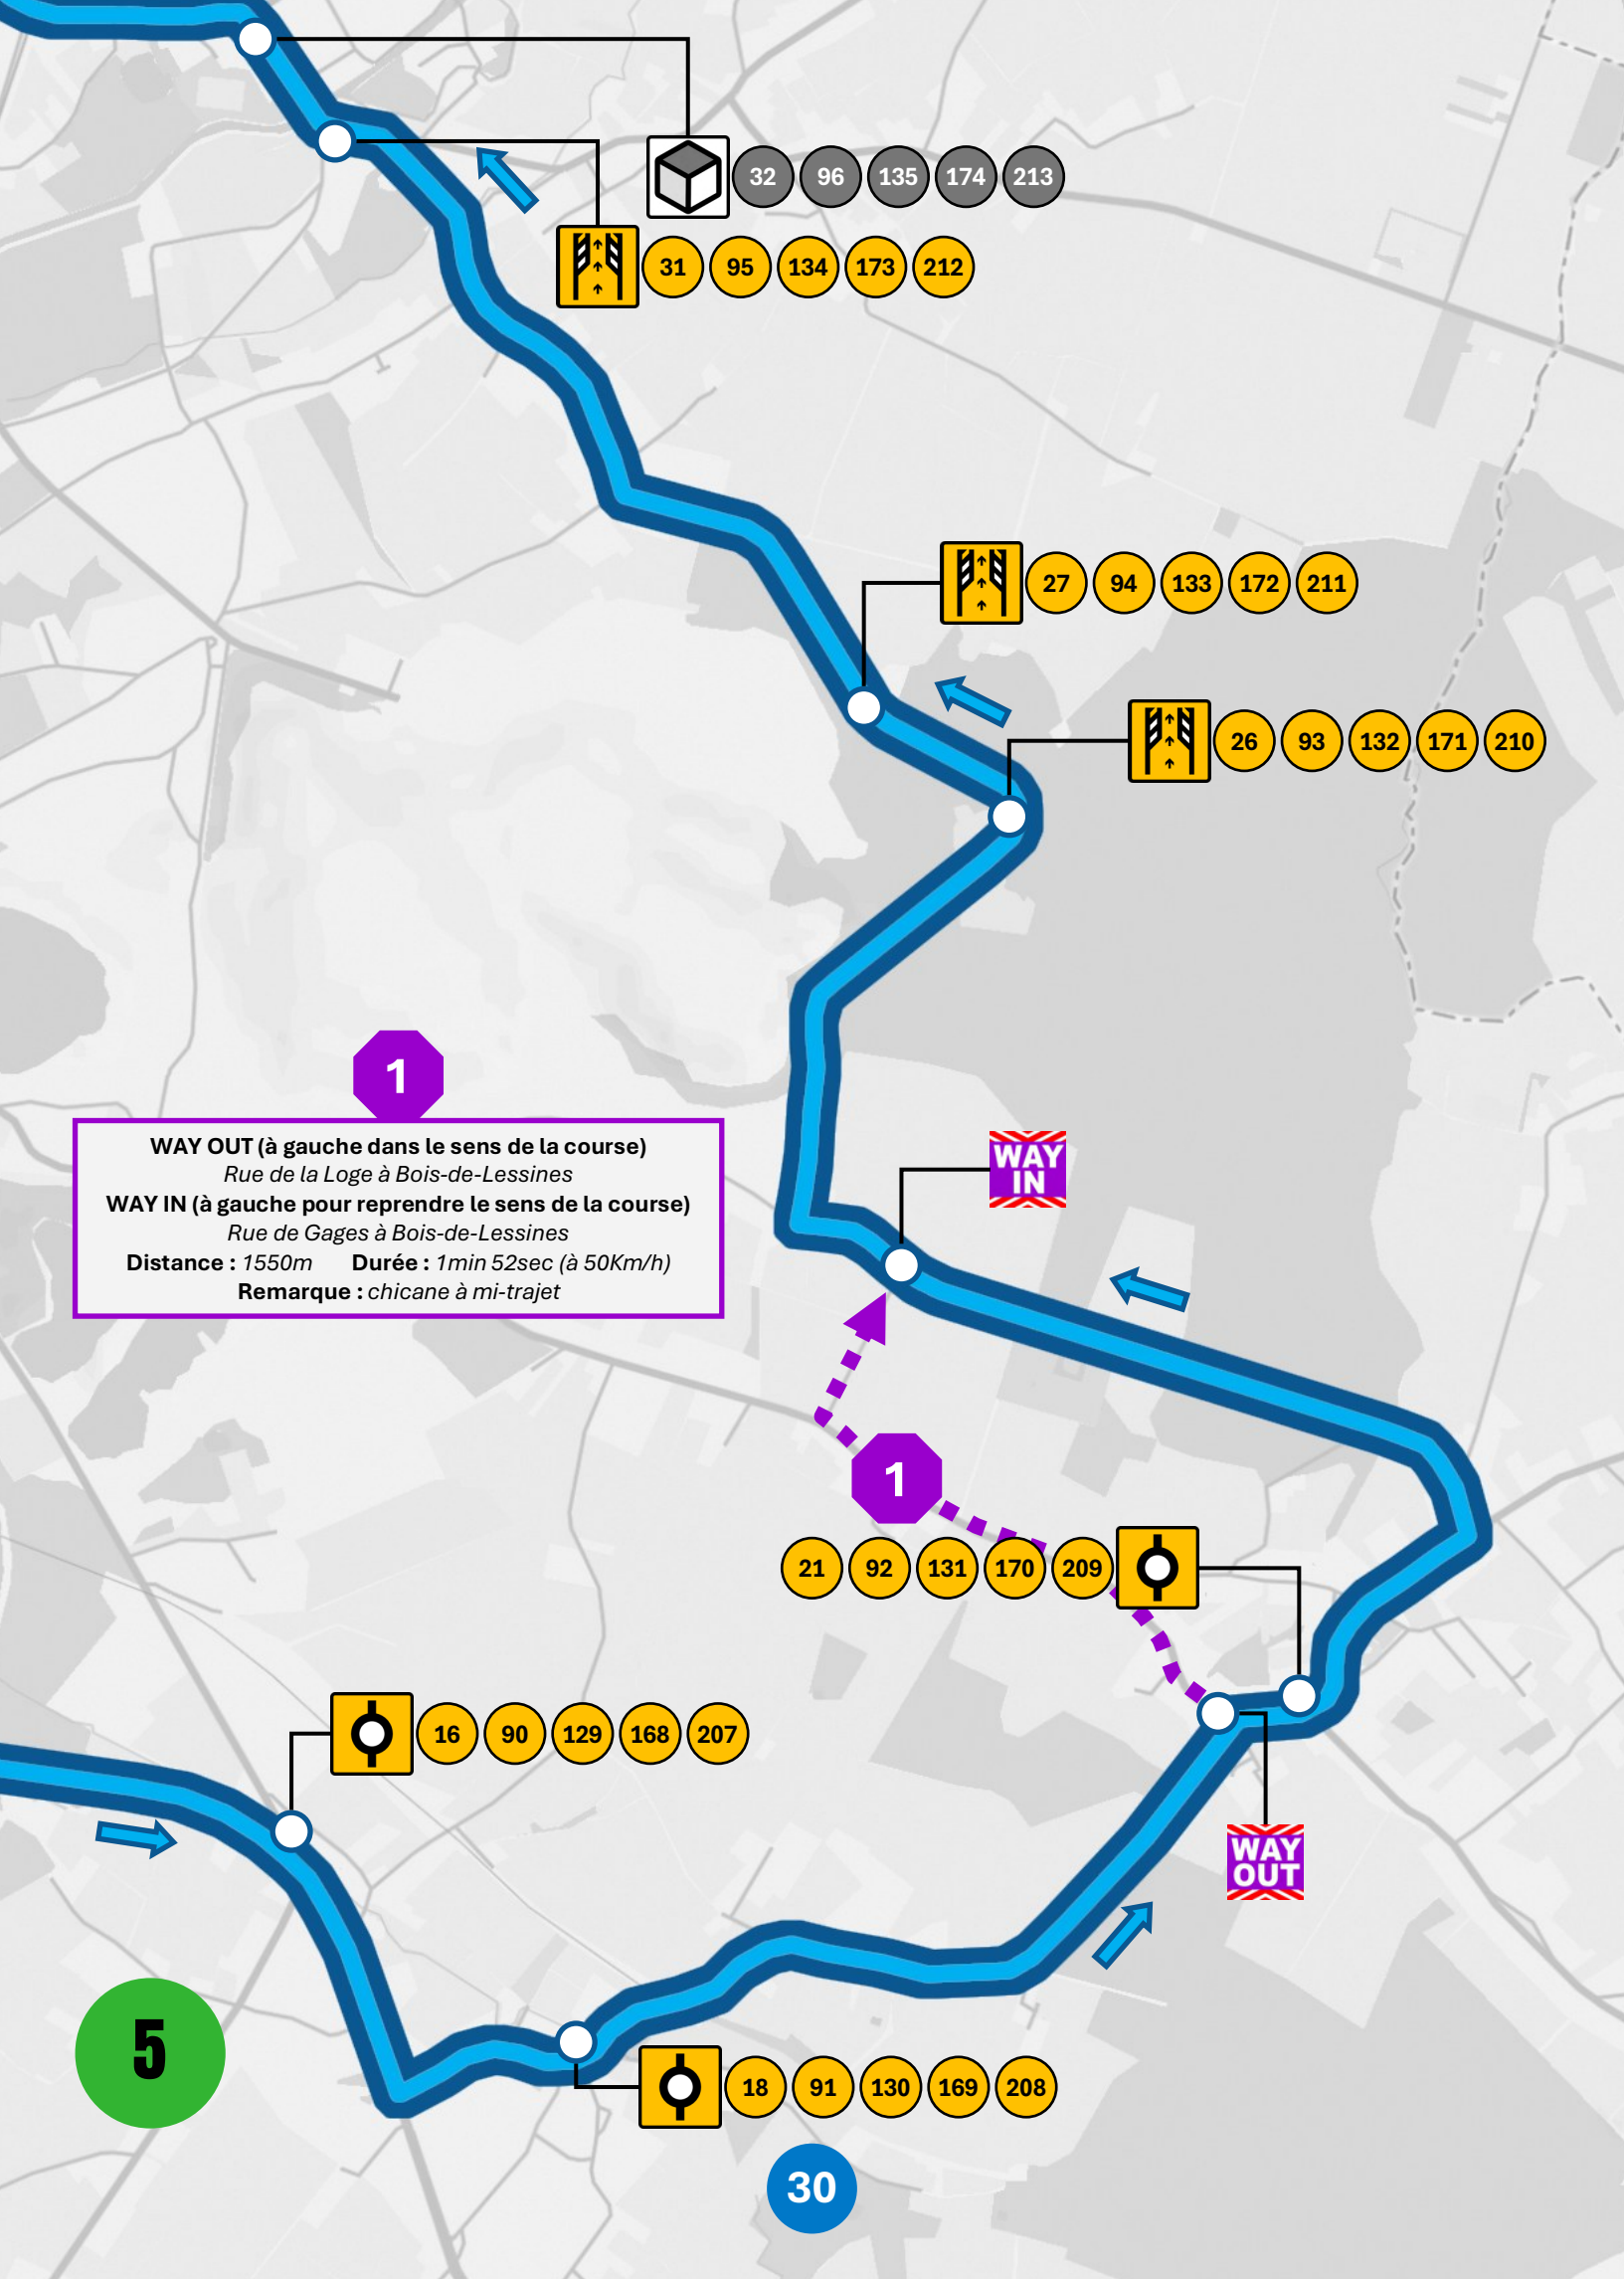 32 96 135 174 213
31 95 134 173 212
27 94 133 172 211
26 93 132 171 210
1
WAY OUT (à gauche dans le sens de la course)
Rue de la Loge à Bois-de-Lessines
WAY IN (à gauche pour reprendre le sens de la course)
Rue de Gages à Bois-de-Lessines
Distance : 1550m Durée : 1min 52sec (à 50Km/h)
Remarque : chicane à mi-trajet
WAY
IN
1
21 92 131 170 209
16 90 129 168 207
WAY
OUT
5
18 91 130 169 208
30